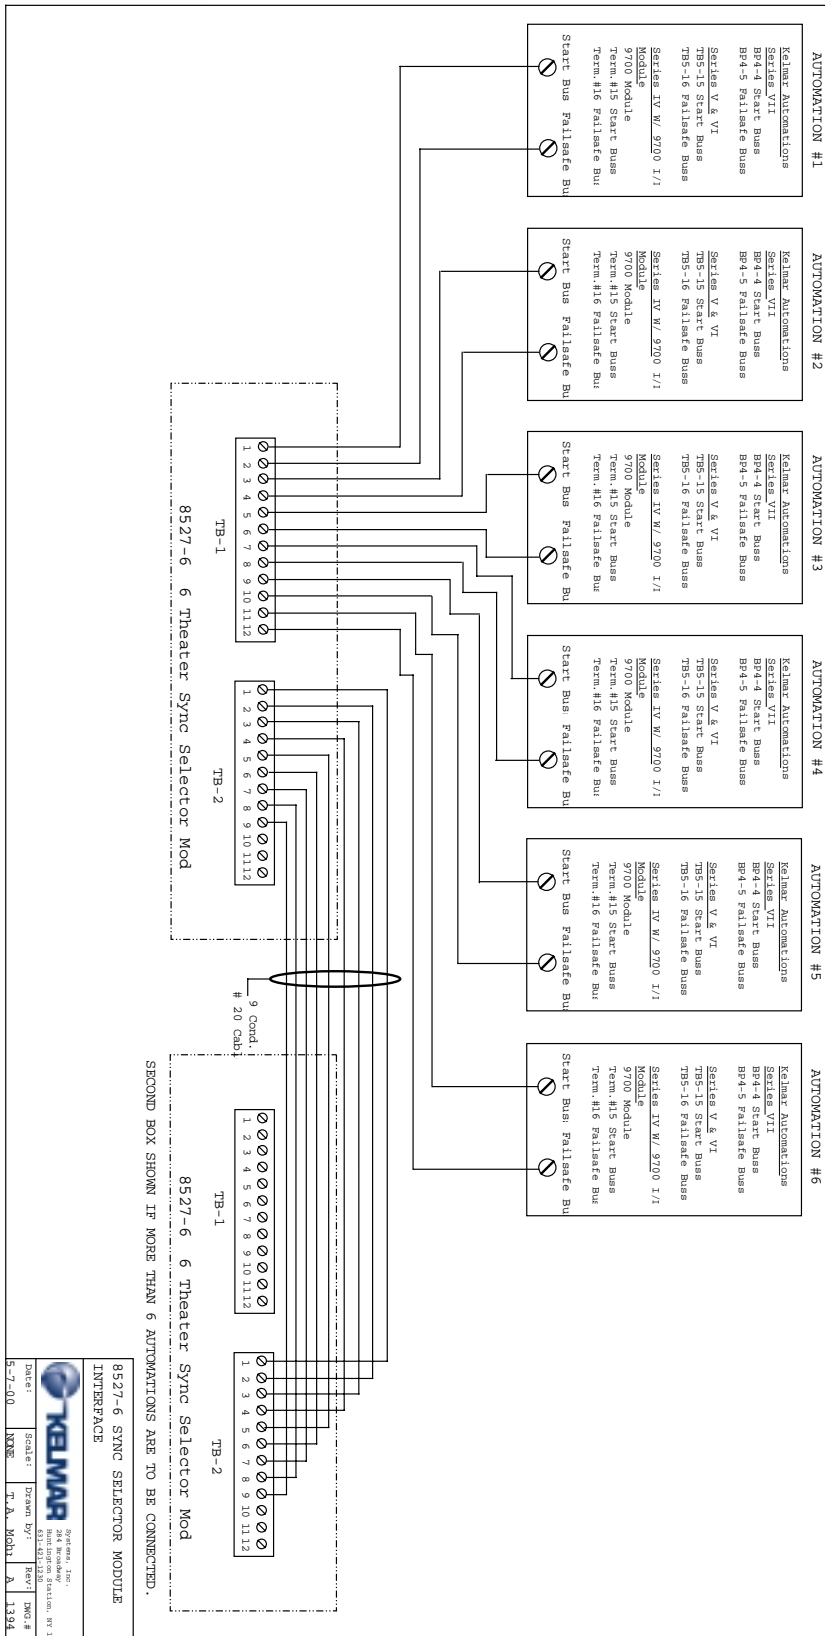 AUTOMATION #1
Kelmar Automations
Series VII
BP4-4 Start Buss
BP4-5 Failsafe Buss
Series V & VI
TB5-15 Start Buss
TB5-16 Failsafe Buss
Series IV W/ 9700 I/I
Module
9700 Module
Term.#15 Start Buss
Term.#16 Failsafe Bus
Start Bus Failsafe Bu
AUTOMATION #2
Kelmar Automations
Series VII
BP4-4 Start Buss
BP4-5 Failsafe Buss
Series V & VI
TB5-15 Start Buss
TB5-16 Failsafe Buss
Series IV W/ 9700 I/I
Module
9700 Module
Term.#15 Start Buss
Term.#16 Failsafe Bus
Start Bus Failsafe Bu
AUTOMATION #3
Kelmar Automations
Series VII
BP4-4 Start Buss
BP4-5 Failsafe Buss
Series V & VI
TB5-15 Start Buss
TB5-16 Failsafe Buss
Series IV W/ 9700 I/I
Module
9700 Module
Term.#15 Start Buss
Term.#16 Failsafe Bus
Start Bus Failsafe Bu
AUTOMATION #4
Kelmar Automations
Series VII
BP4-4 Start Buss
BP4-5 Failsafe Buss
Series V & VI
TB5-15 Start Buss
TB5-16 Failsafe Buss
Series IV W/ 9700 I/I
Module
9700 Module
Term.#15 Start Buss
Term.#16 Failsafe Bus
Start Bus Failsafe Bu
AUTOMATION #5
Kelmar Automations
Series VII
BP4-4 Start Buss
BP4-5 Failsafe Buss
Series V & VI
TB5-15 Start Buss
TB5-16 Failsafe Buss
Series IV W/ 9700 I/I
Module
9700 Module
Term.#15 Start Buss
Term.#16 Failsafe Bus
Start Bus Failsafe Bu
AUTOMATION #6
Kelmar Automations
Series VII
BP4-4 Start Buss
BP4-5 Failsafe Buss
Series V & VI
TB5-15 Start Buss
TB5-16 Failsafe Buss
Series IV W/ 9700 I/I
Module
9700 Module
Term.#15 Start Buss
Term.#16 Failsafe Bus
Start Bus Failsafe Bu
1 2 3 4 5 6 7 8 9 10 11 12
TB-1
1 2 3 4 5 6 7 8 9 10 11 12
TB-2
8527-6 6 Theater Sync Selector Mod
9 Cond.
# 20 Cabl
1 2 3 4 5 6 7 8 9 10 11 12
TB-1
1 2 3 4 5 6 7 8 9 10 11 12
TB-2
8527-6 6 Theater Sync Selector Mod
SECOND BOX SHOWN IF MORE THAN 6 AUTOMATIONS ARE TO BE CONNECTED.
8527-6 SYNC SELECTOR MODULE
INTERFACE
KELMAR
Systems, Inc.
284 Broadway
Huntington Station, NY 1
631-421-1230
Date: Scale: Drawn by: Rev: DWG.#
5-7-00 NONE T.A. Mohr A 1394